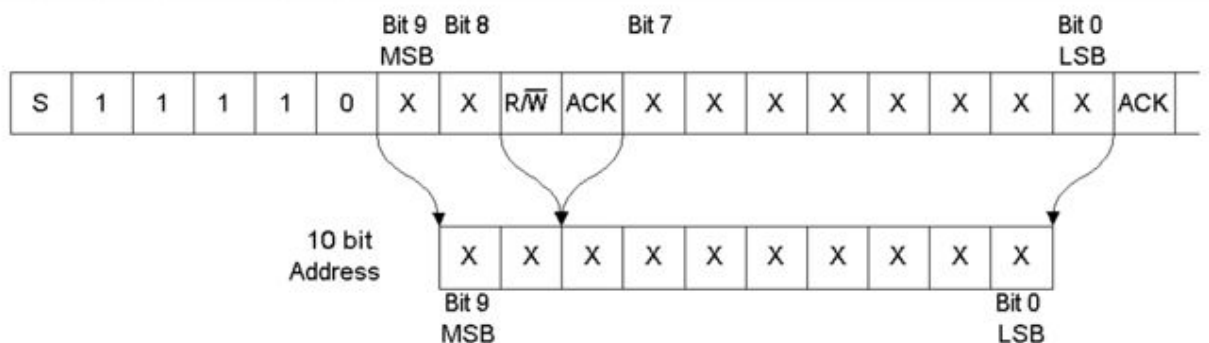 Bit 9 Bit 8 Bit 7 Bit 0
MSB LSB
S 1 1 1 1 0 X X R/W̅ ACK X X X X X X X X ACK
10 bit
Address
X X X X X X X X X X
Bit 9 Bit 0
MSB LSB